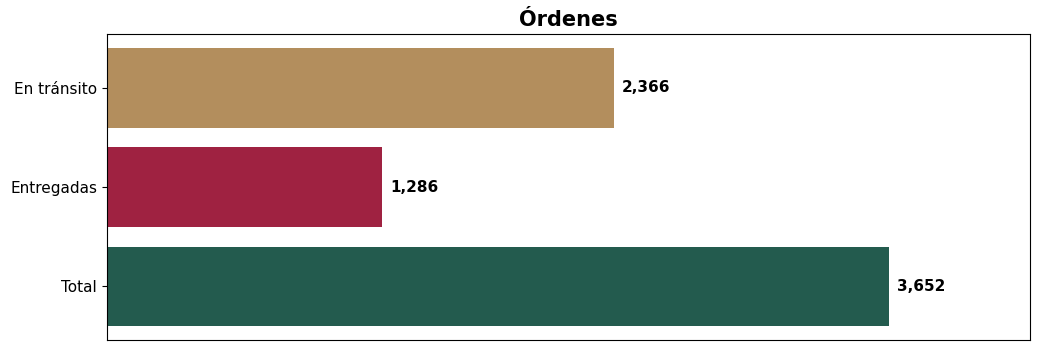 Órdenes
En tránsito 2,366
Entregadas 1,286
Total 3,652